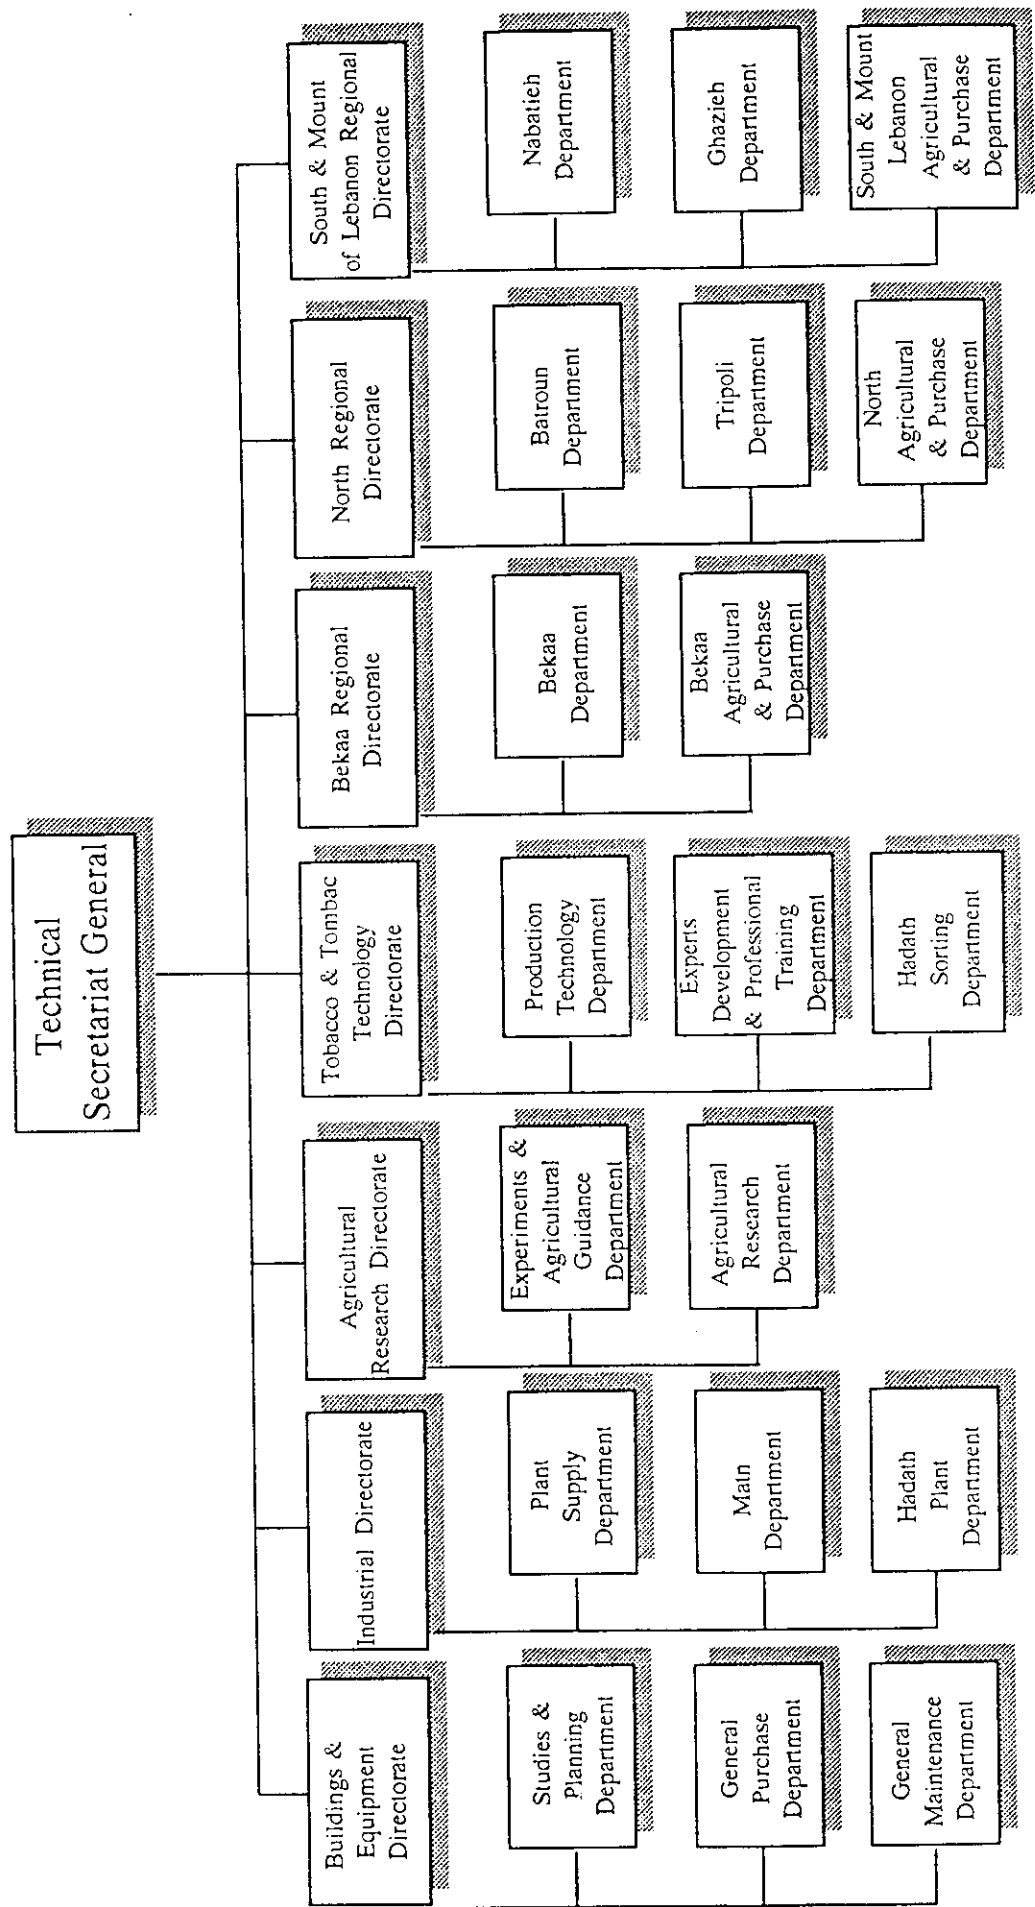 Technical
Secretariat General
Buildings &
Equipment
Directorate
Industrial Directorate
Agricultural
Research Directorate
Tobacco & Tombac
Technology
Directorate
Bekaa Regional
Directorate
North Regional
Directorate
South & Mount
of Lebanon Regional
Directorate
Studies &
Planning
Department
General
Purchase
Department
General
Maintenance
Department
Plant
Supply
Department
Matn
Department
Hadath
Plant
Department
Experiments &
Agricultural
Guidance
Department
Agricultural
Research
Department
Production
Technology
Department
Experts
Development
& Professional
Training
Department
Hadath
Sorting
Department
Bekaa
Department
Bekaa
Agricultural
& Purchase
Department
Batroun
Department
Tripoli
Department
North
Agricultural
& Purchase
Department
Nabatieh
Department
Ghazieh
Department
South & Mount
Lebanon
Agricultural
& Purchase
Department